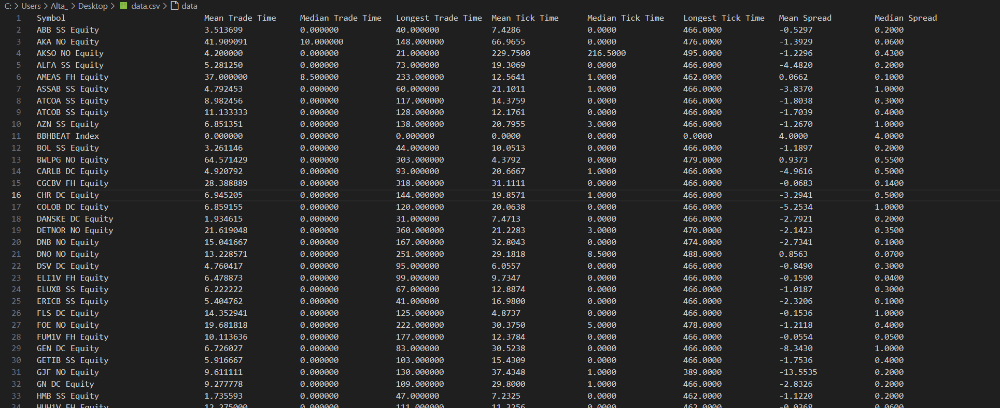 C: > Users > Alta_ > Desktop > data.csv > data
1 Symbol Mean Trade Time Median Trade Time Longest Trade Time Mean Tick Time Median Tick Time Longest Tick Time Mean Spread Median Spread
2 ABB SS Equity 3.513699 0.000000 40.000000 7.4286 0.0000 466.0000 -0.5297 0.2000
3 AKA NO Equity 41.909091 10.000000 148.000000 66.9655 0.0000 476.0000 -1.3929 0.0600
4 AKSO NO Equity 4.200000 0.000000 21.000000 229.7500 216.5000 495.0000 -1.2296 0.4300
5 ALFA SS Equity 5.281250 0.000000 73.000000 19.3069 0.0000 466.0000 -4.4820 0.2000
6 AMEAS FH Equity 37.000000 8.500000 233.000000 12.5641 1.0000 462.0000 0.0662 0.1000
7 ASSAB SS Equity 4.792453 0.000000 60.000000 21.1011 1.0000 466.0000 -3.8370 1.0000
8 ATCOA SS Equity 8.982456 0.000000 117.000000 14.3759 0.0000 466.0000 -1.8038 0.3000
9 ATCOB SS Equity 11.133333 0.000000 128.000000 12.1761 0.0000 466.0000 -1.7039 0.4000
10 AZN SS Equity 6.851351 0.000000 138.000000 20.7955 3.0000 466.0000 -1.2670 1.0000
11 BBHBEAT Index 0.000000 0.000000 0.000000 0.0000 0.0000 0.0000 4.0000 4.0000
12 BOL SS Equity 3.261146 0.000000 44.000000 10.0513 0.0000 466.0000 -1.1897 0.2000
13 BWLPG NO Equity 64.571429 0.000000 303.000000 4.3792 0.0000 479.0000 0.9373 0.5500
14 CARLB DC Equity 4.920792 0.000000 93.000000 20.6667 1.0000 466.0000 -4.9616 0.5000
15 CGCBV FH Equity 28.388889 0.000000 318.000000 31.1111 0.0000 466.0000 -0.0683 0.1400
16 CHR DC Equity 6.945205 0.000000 144.000000 19.8571 1.0000 466.0000 -3.2941 0.5000
17 COLOB DC Equity 6.859155 0.000000 120.000000 20.0638 0.0000 466.0000 -5.2534 1.0000
18 DANSKE DC Equity 1.934615 0.000000 31.000000 7.4713 0.0000 466.0000 -2.7921 0.2000
19 DETNOR NO Equity 21.619048 0.000000 360.000000 21.2283 3.0000 470.0000 -2.1423 0.3500
20 DNB NO Equity 15.041667 0.000000 167.000000 32.8043 0.0000 474.0000 -2.7341 0.1000
21 DNO NO Equity 13.228571 0.000000 251.000000 29.1818 8.5000 488.0000 0.8563 0.0700
22 DSV DC Equity 4.760417 0.000000 95.000000 6.0557 0.0000 466.0000 -0.8490 0.3000
23 ELI1V FH Equity 6.478873 0.000000 99.000000 9.7347 0.0000 466.0000 -0.1590 0.0400
24 ELUXB SS Equity 6.222222 0.000000 67.000000 12.8874 0.0000 466.0000 -1.0187 0.3000
25 ERICB SS Equity 5.404762 0.000000 41.000000 16.9800 0.0000 466.0000 -2.3206 0.1000
26 FLS DC Equity 14.352941 0.000000 125.000000 4.8737 0.0000 466.0000 -0.1536 1.0000
27 FOE NO Equity 19.681818 0.000000 222.000000 30.3750 5.0000 478.0000 -1.2118 0.4000
28 FUM1V FH Equity 10.113636 0.000000 177.000000 12.3784 0.0000 466.0000 -0.0554 0.0500
29 GEN DC Equity 6.726027 0.000000 83.000000 30.5238 0.0000 466.0000 -8.3430 1.0000
30 GETIB SS Equity 5.916667 0.000000 103.000000 15.4309 0.0000 466.0000 -1.7536 0.4000
31 GJF NO Equity 9.611111 0.000000 130.000000 37.4348 1.0000 389.0000 -13.5535 0.2000
32 GN DC Equity 9.277778 0.000000 109.000000 29.8000 1.0000 466.0000 -2.8326 0.2000
33 HMB SS Equity 1.735593 0.000000 47.000000 7.2325 0.0000 462.0000 -1.1220 0.2000
34 HUH1V FH Equity 12.275000 0.000000 111.000000 11.3256 0.0000 462.0000 -0.0368 0.0600